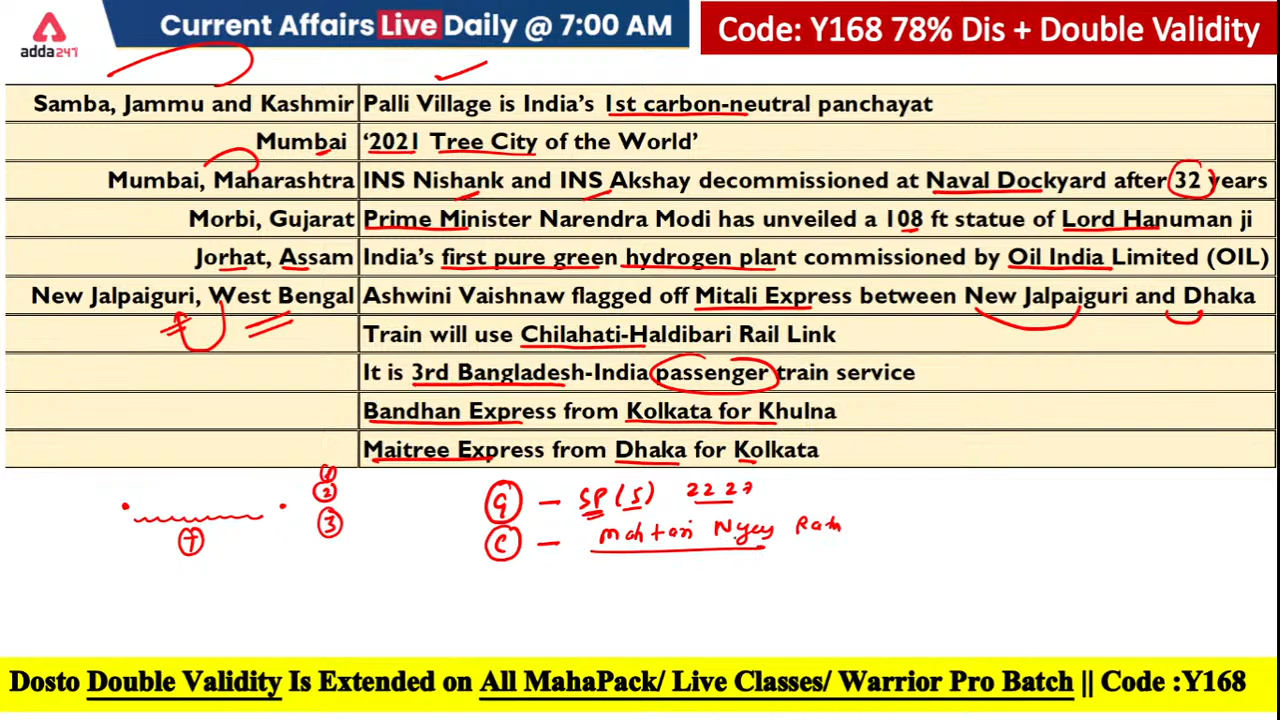 Current Affairs Live Daily @ 7:00 AM
Code: Y168 78% Dis + Double Validity
adda247
Samba, Jammu and Kashmir Palli Village is India's 1st carbon-neutral panchayat
Mumbai '2021 Tree City of the World'
Mumbai, Maharashtra INS Nishank and INS Akshay decommissioned at Naval Dockyard after 32 years
Morbi, Gujarat Prime Minister Narendra Modi has unveiled a 108 ft statue of Lord Hanuman ji
Jorhat, Assam India's first pure green hydrogen plant commissioned by Oil India Limited (OIL)
New Jalpaiguri, West Bengal Ashwini Vaishnaw flagged off Mitali Express between New Jalpaiguri and Dhaka
Train will use Chilahati-Haldibari Rail Link
It is 3rd Bangladesh-India passenger train service
Bandhan Express from Kolkata for Khulna
Maitree Express from Dhaka for Kolkata
1
2
3
G - SP(S) 22 27
C - Mahtari Nyay Rath
Dosto Double Validity Is Extended on All MahaPack/ Live Classes/ Warrior Pro Batch || Code :Y168